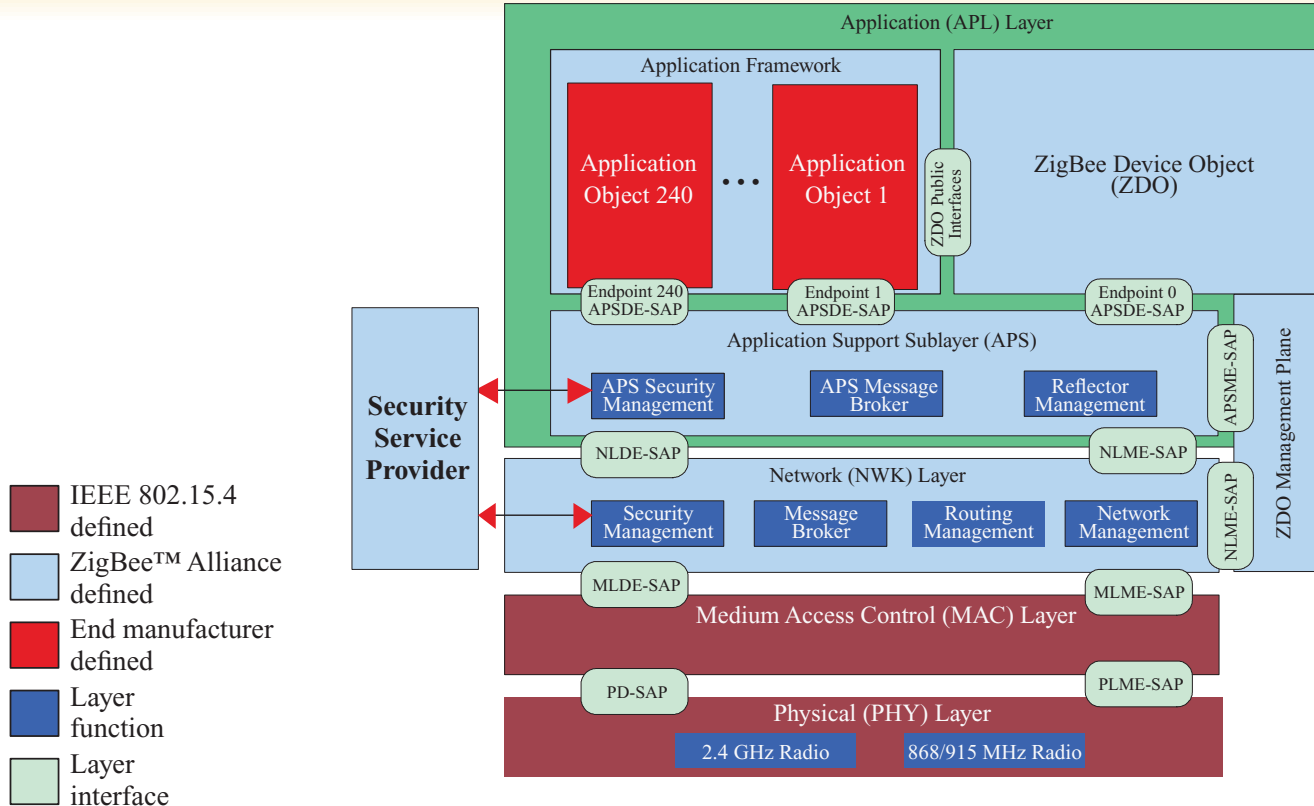 Application (APL) Layer
Application Framework
Application
Object 240
...
Application
Object 1
ZDO Public
Interfaces
ZigBee Device Object
(ZDO)
Endpoint 240
APSDE-SAP
Endpoint 1
APSDE-SAP
Endpoint 0
APSDE-SAP
Application Support Sublayer (APS)
APS Security
Management
APS Message
Broker
Reflector
Management
APSME-SAP
ZDO Management Plane
Security
Service
Provider
NLDE-SAP
NLME-SAP
Network (NWK) Layer
Security
Management
Message
Broker
Routing
Management
Network
Management
NLME-SAP
MLDE-SAP
MLME-SAP
Medium Access Control (MAC) Layer
PD-SAP
PLME-SAP
Physical (PHY) Layer
2.4 GHz Radio
868/915 MHz Radio
IEEE 802.15.4
defined
ZigBee™ Alliance
defined
End manufacturer
defined
Layer
function
Layer
interface